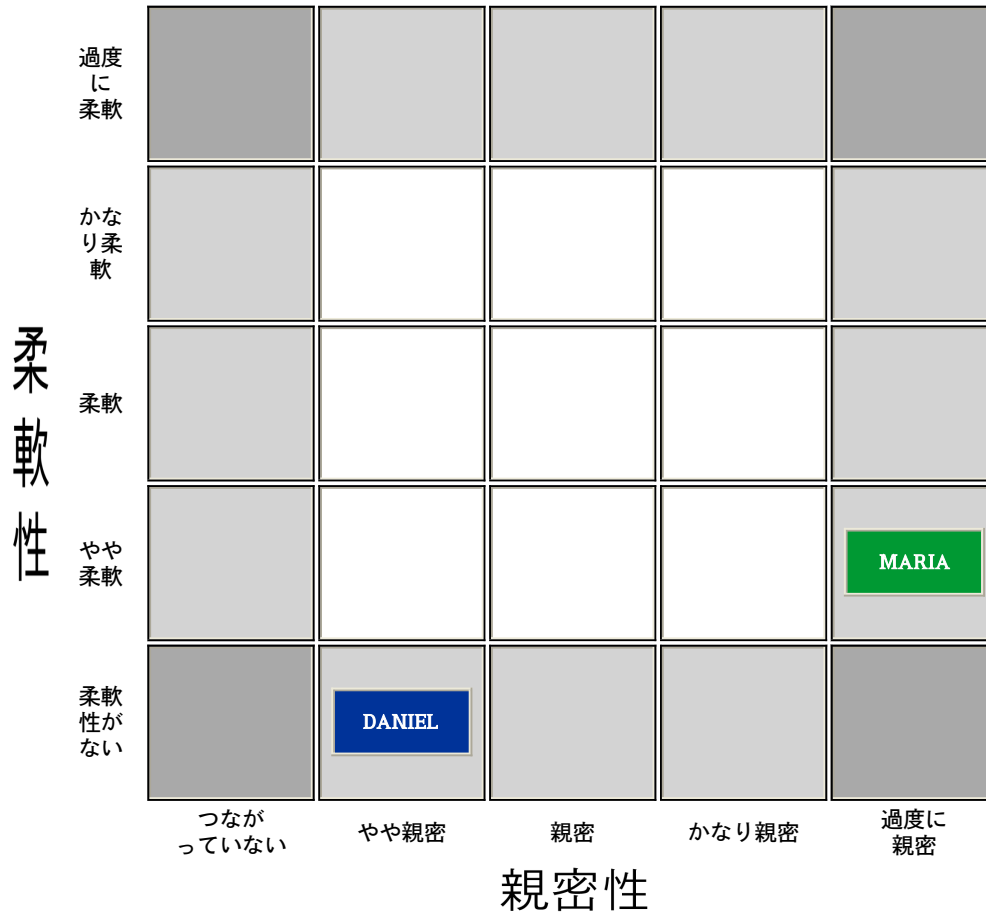 過度
に
柔軟
かな
り柔
軟
柔軟
性
柔軟
やや
柔軟
MARIA
柔軟
性が
ない
DANIEL
つなが
っていない
やや親密
親密
かなり親密
過度に
親密
親密性